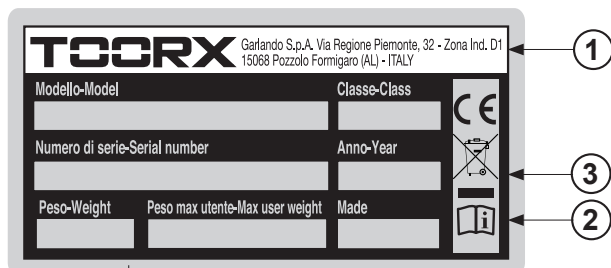 TOORX
Garlando S.p.A. Via Regione Piemonte, 32 - Zona Ind. D1
15068 Pozzolo Formigaro (AL) - ITALY
1
Modello-Model Classe-Class
CE
Numero di serie-Serial number Anno-Year
3
Peso-Weight Peso max utente-Max user weight Made
i
2